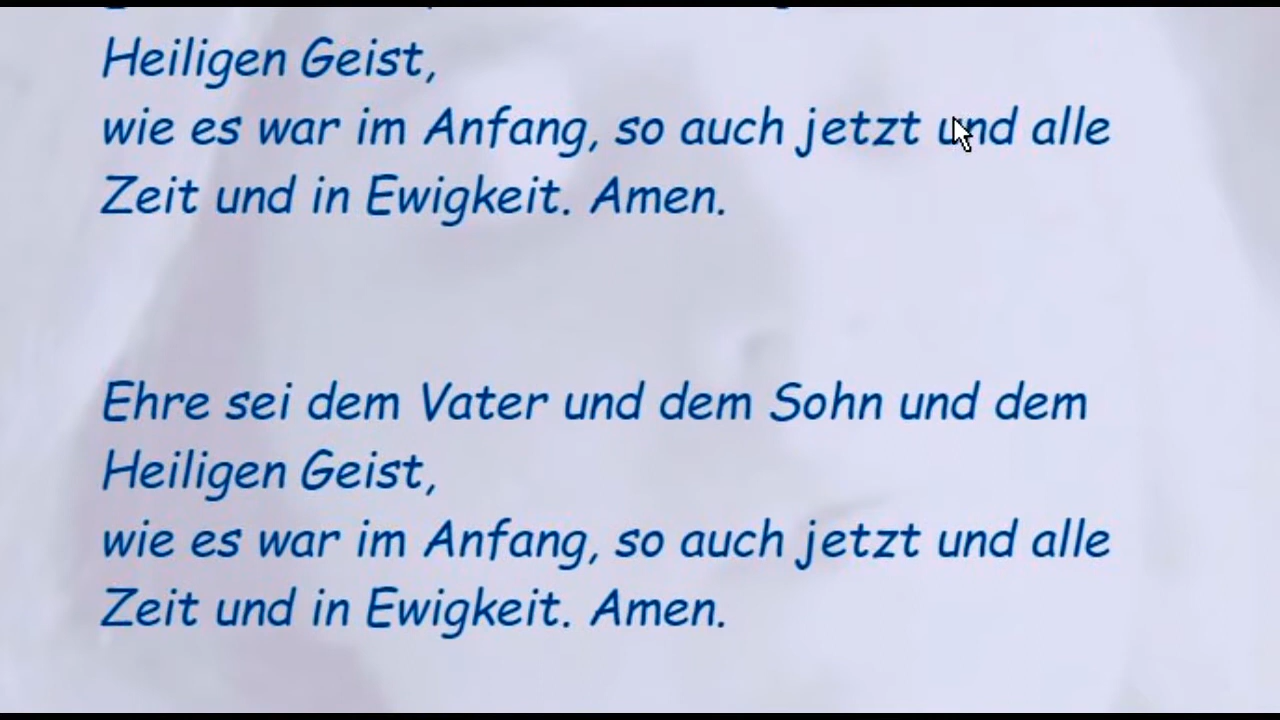 Heiligen Geist,
wie es war im Anfang, so auch jetzt und alle
Zeit und in Ewigkeit. Amen.
Ehre sei dem Vater und dem Sohn und dem
Heiligen Geist,
wie es war im Anfang, so auch jetzt und alle
Zeit und in Ewigkeit. Amen.